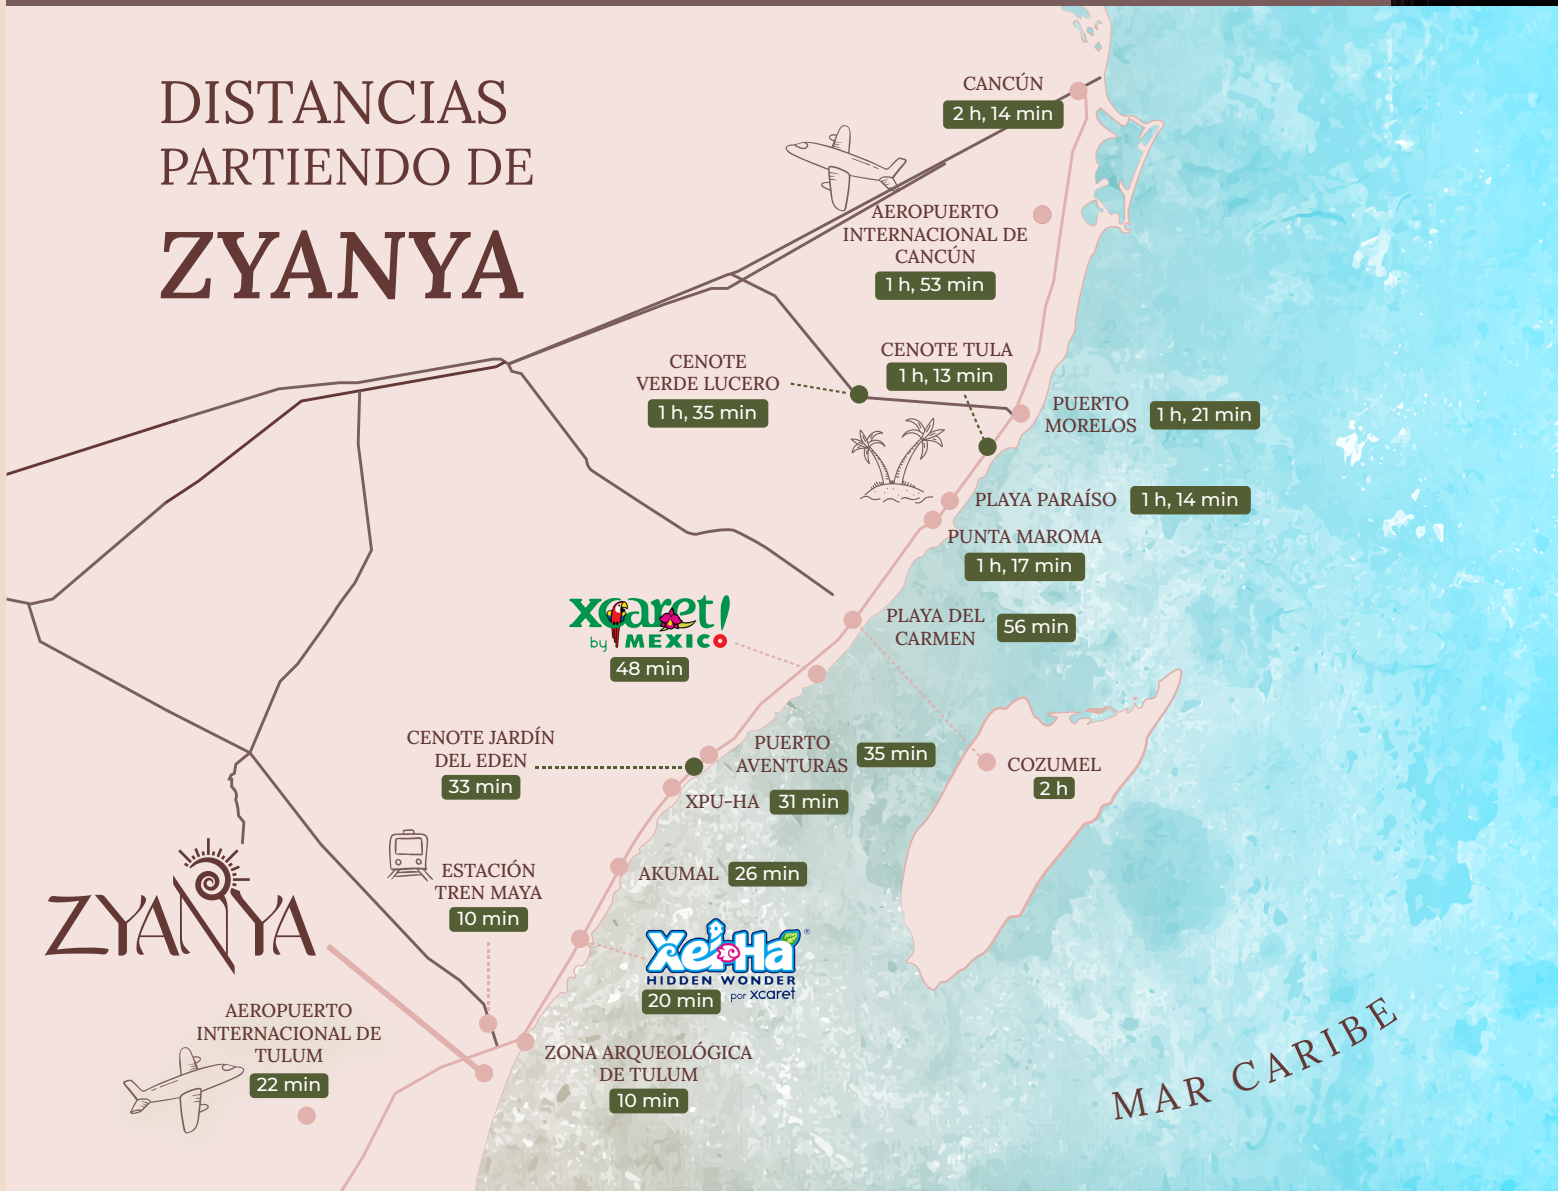 DISTANCIAS
PARTIENDO DE
ZYANYA
CANCÚN
2 h, 14 min
AEROPUERTO
INTERNACIONAL DE
CANCÚN
1 h, 53 min
CENOTE TULA
1 h, 13 min
CENOTE
VERDE LUCERO
1 h, 35 min
PUERTO
MORELOS
1 h, 21 min
PLAYA PARAÍSO
1 h, 14 min
PUNTA MAROMA
1 h, 17 min
xcaret!
by MEXICO
48 min
PLAYA DEL
CARMEN
56 min
CENOTE JARDÍN
DEL EDEN
33 min
PUERTO
AVENTURAS
35 min
COZUMEL
2 h
XPU-HA
31 min
AKUMAL
26 min
ESTACIÓN
TREN MAYA
10 min
ZYANYA
Xel-Há®
HIDDEN WONDER
por xcaret
20 min
AEROPUERTO
INTERNACIONAL DE
TULUM
22 min
ZONA ARQUEOLÓGICA
DE TULUM
10 min
MAR CARIBE